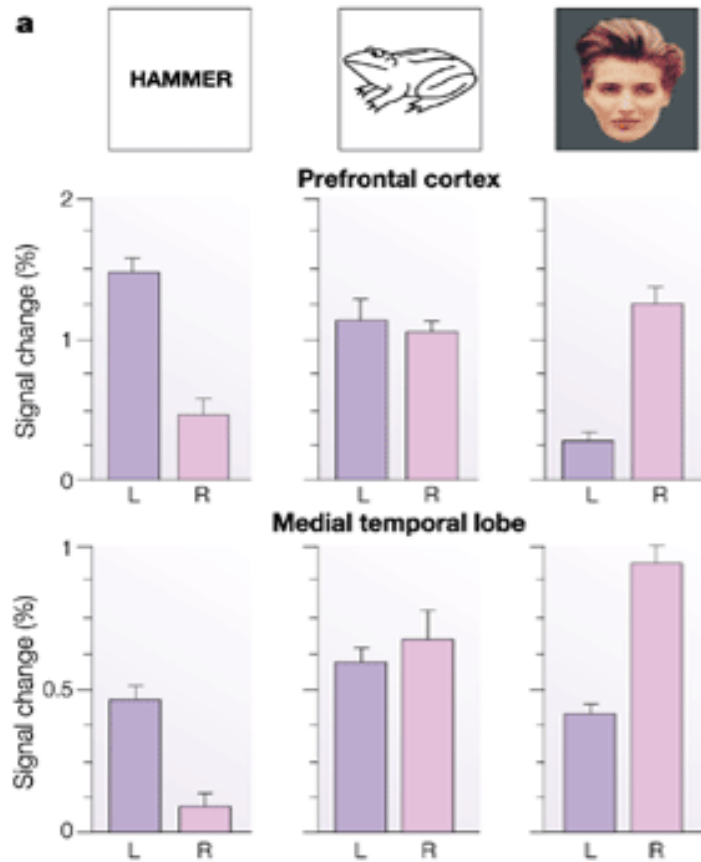 a
HAMMER
Prefrontal cortex
Signal change (%)
2
1
0
L R L R L R
Medial temporal lobe
Signal change (%)
1
0.5
0
L R L R L R